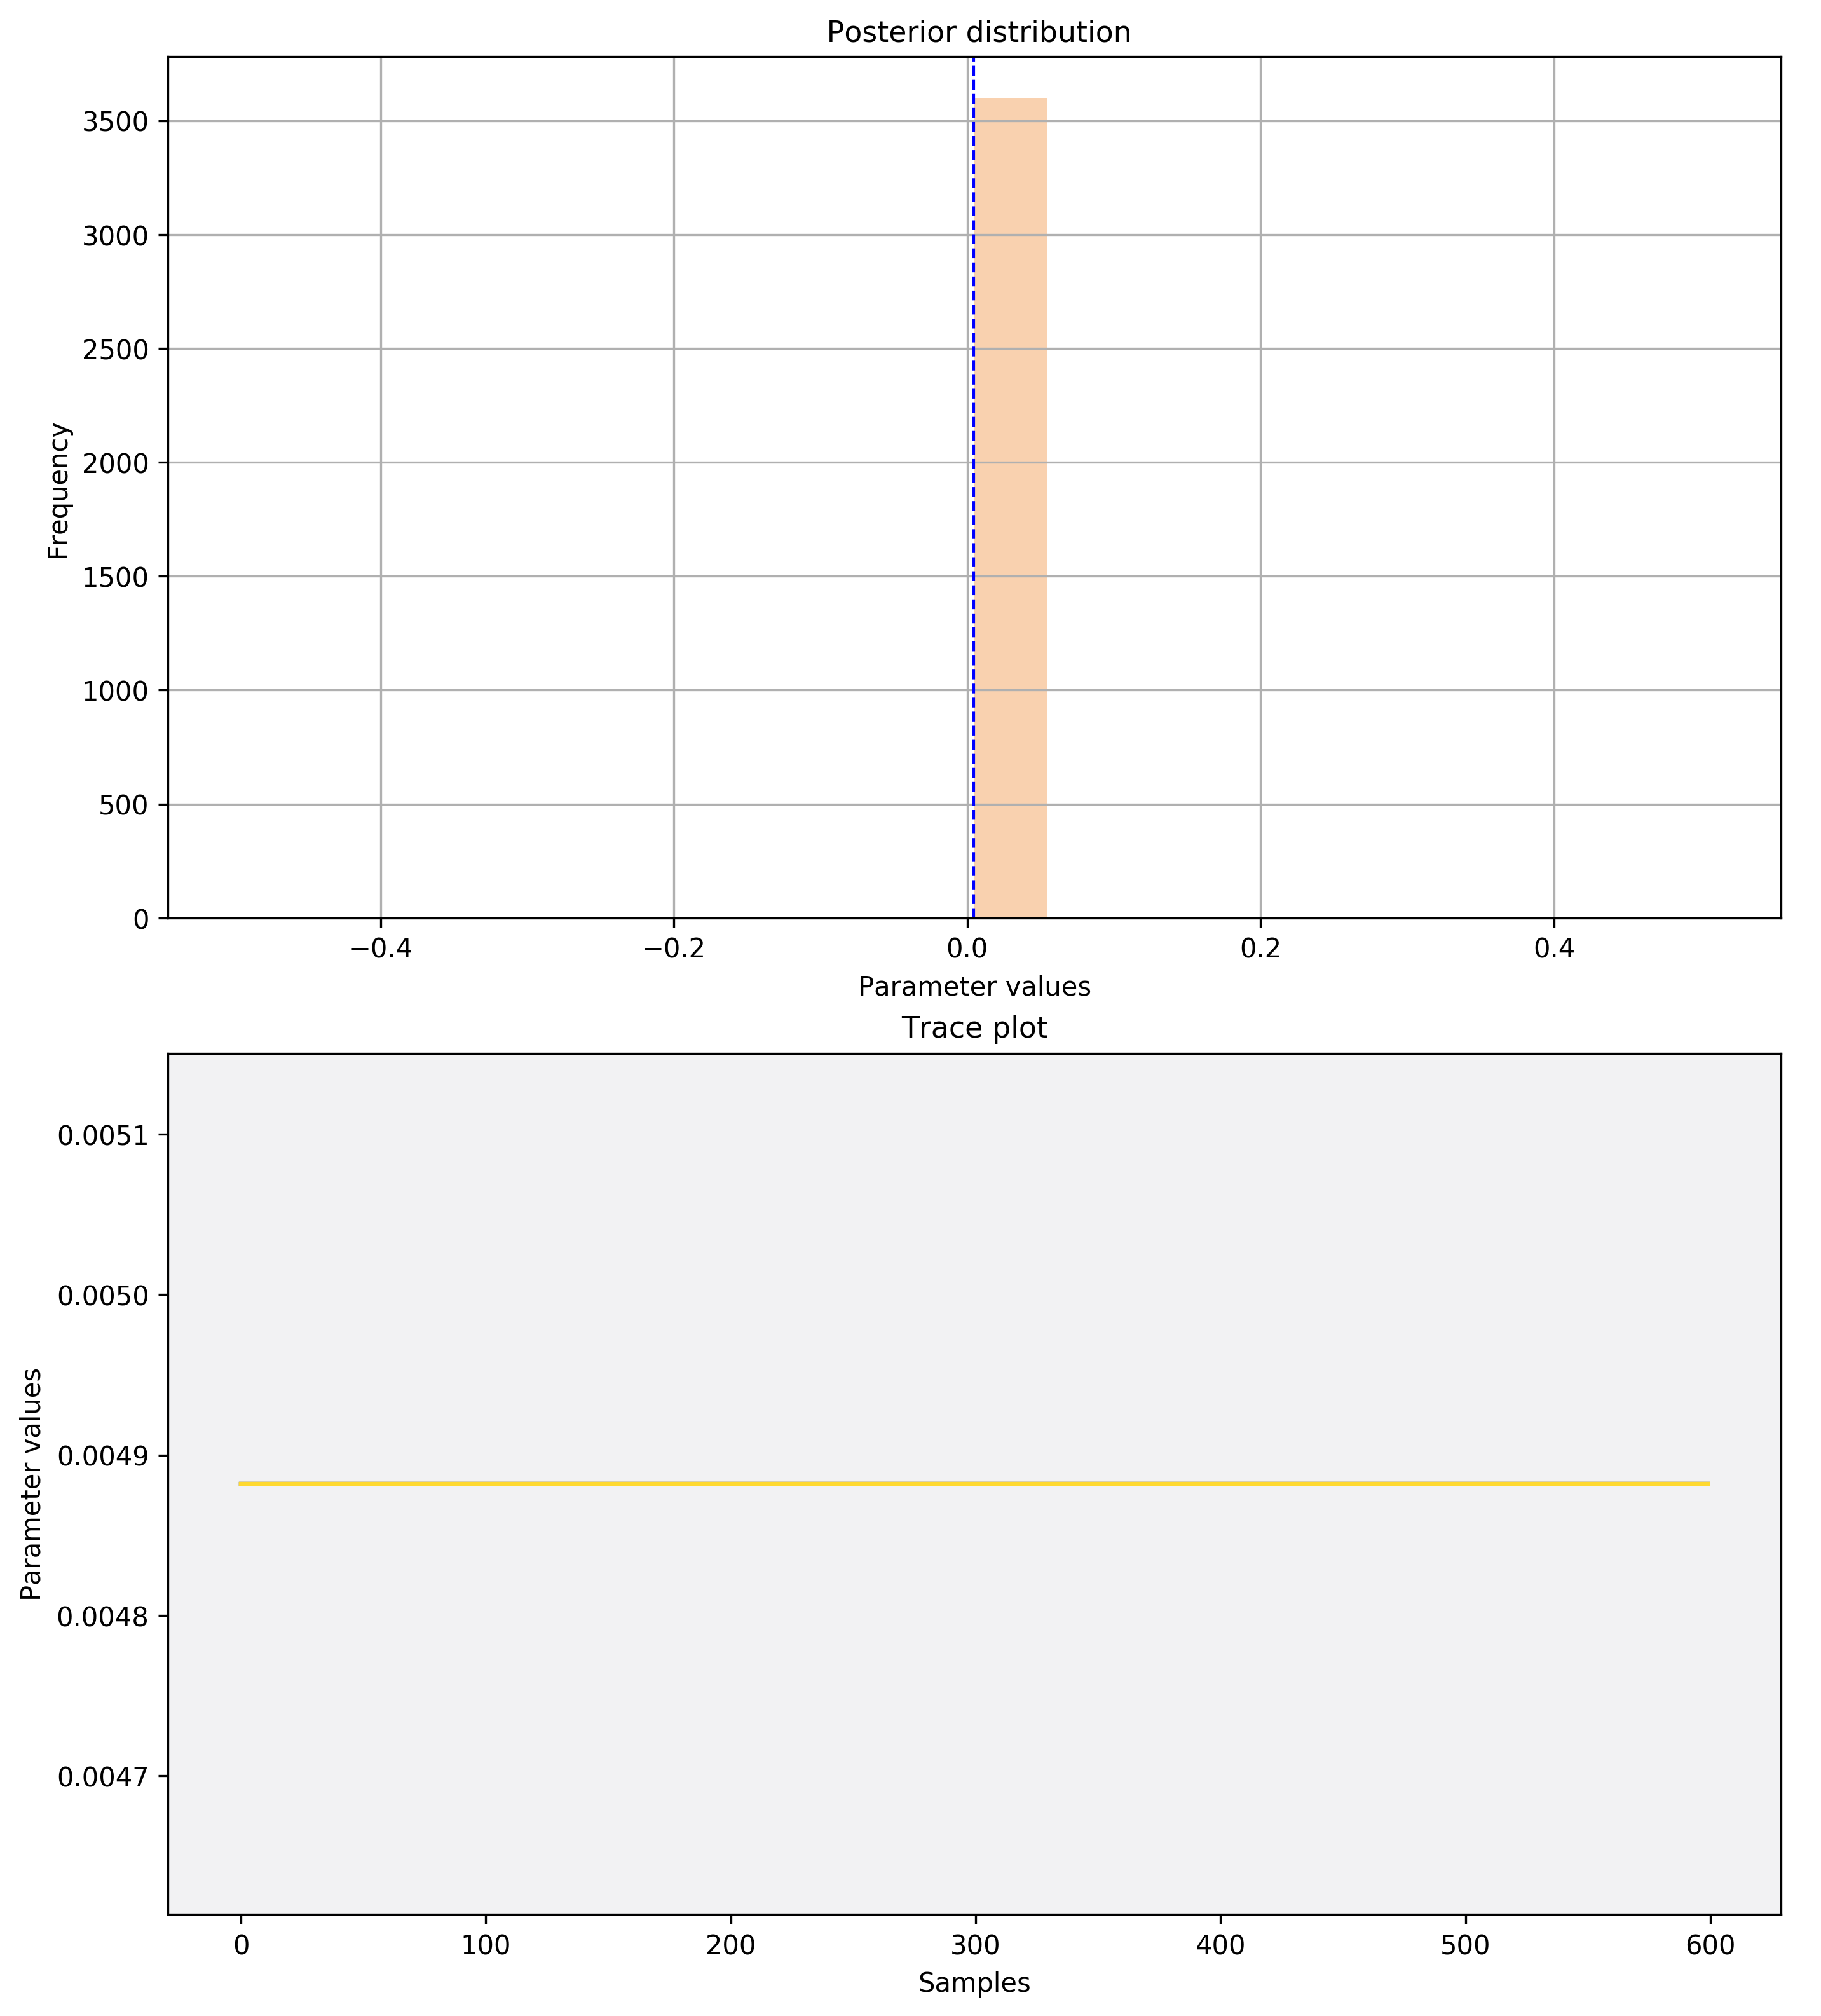 Posterior distribution
3500
3000
2500
2000
1500
1000
500
0
Frequency
−0.4 −0.2 0.0 0.2 0.4
Parameter values
Trace plot
0.0051
0.0050
0.0049
0.0048
0.0047
Parameter values
0 100 200 300 400 500 600
Samples